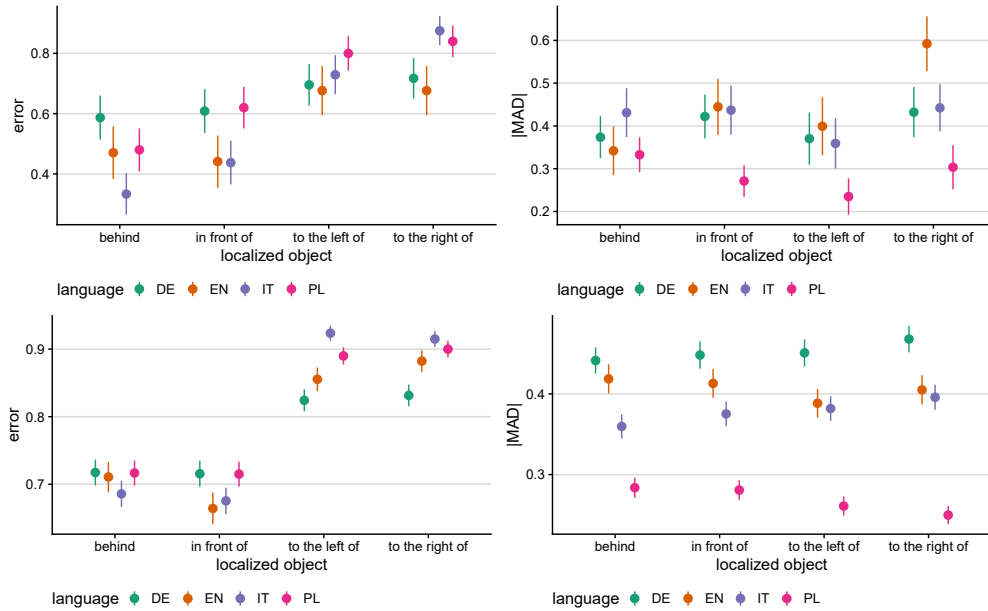 error
0.8
0.6
0.4
behind in front of to the left of to the right of
localized object
language DE EN IT PL
|MAD|
0.6
0.5
0.4
0.3
0.2
behind in front of to the left of to the right of
localized object
language DE EN IT PL
error
0.9
0.8
0.7
behind in front of to the left of to the right of
localized object
language DE EN IT PL
|MAD|
0.4
0.3
behind in front of to the left of to the right of
localized object
language DE EN IT PL